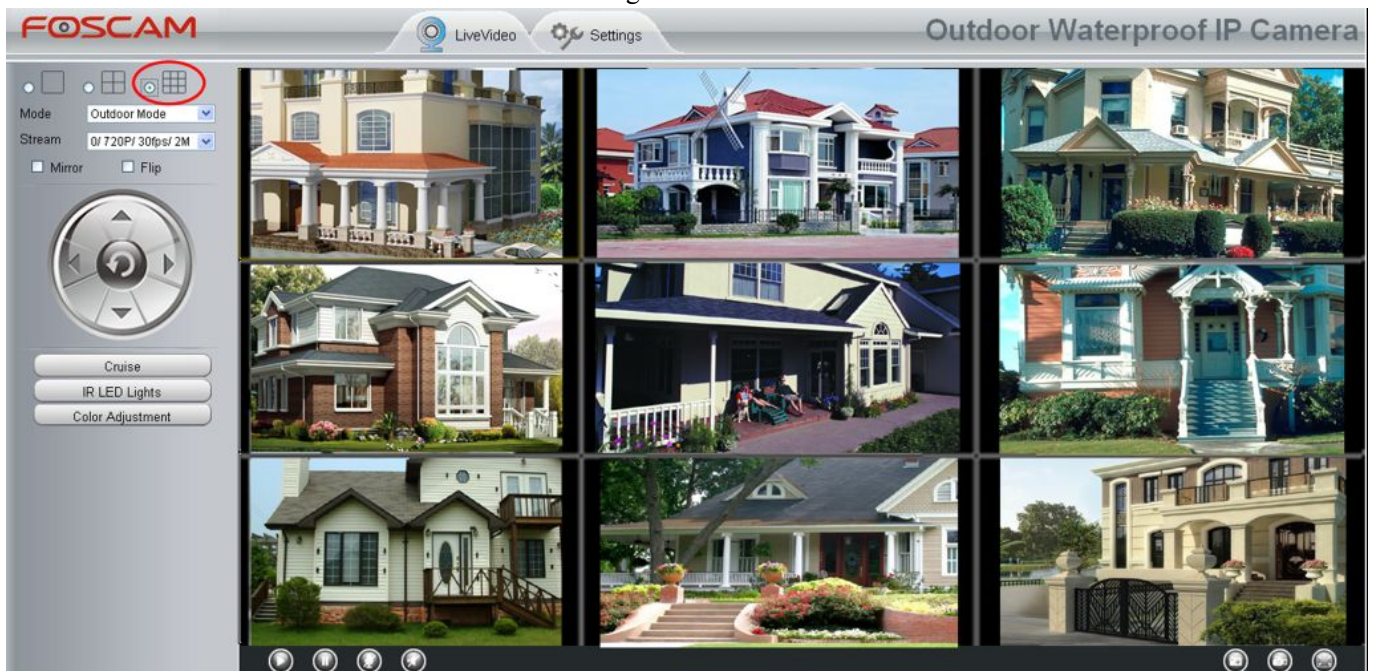 FOSCAM
LiveVideo
Settings
Outdoor Waterproof IP Camera
Mode
Outdoor Mode
Stream
0/ 720P/ 30fps/ 2M
Mirror
Flip
Cruise
IR LED Lights
Color Adjustment